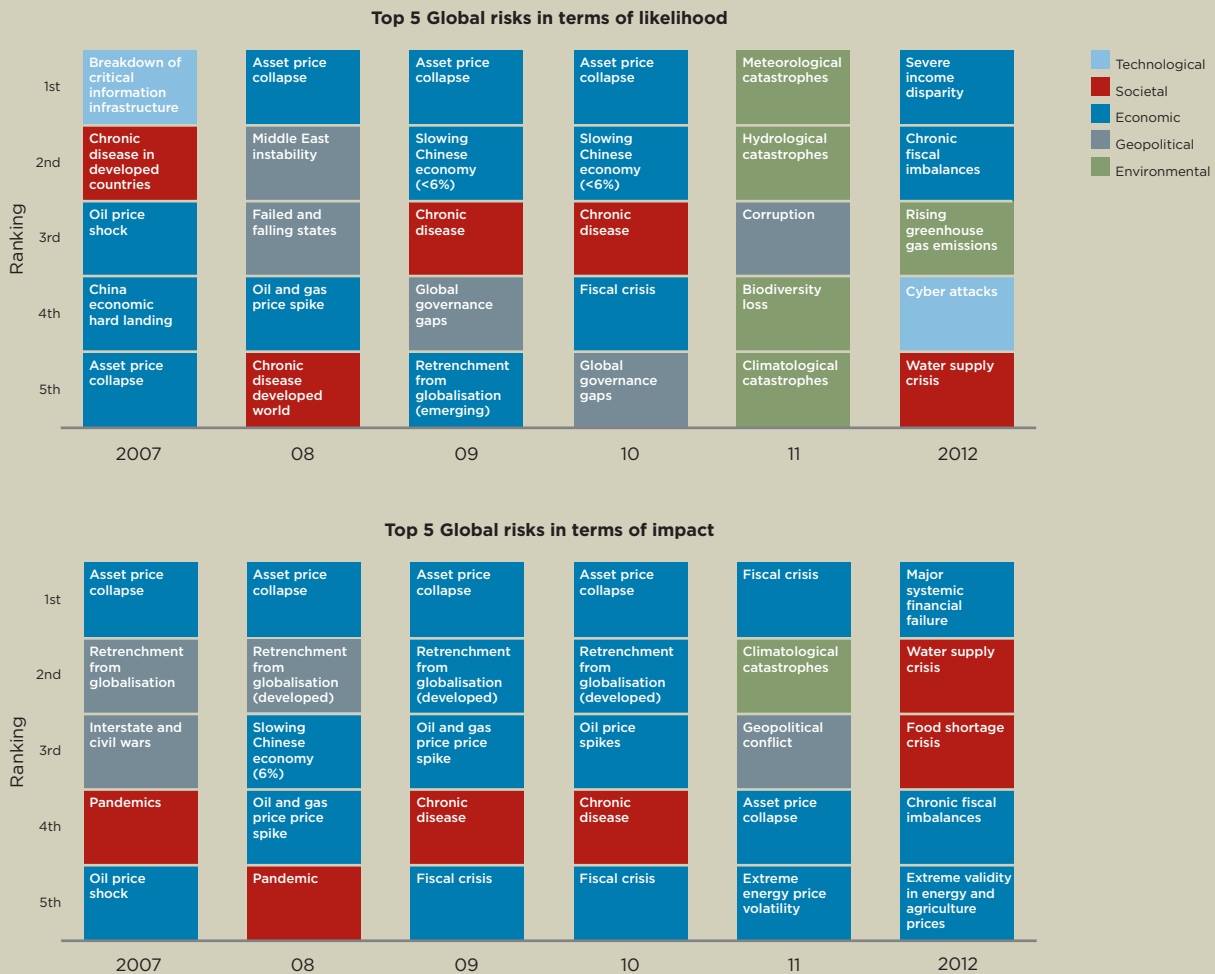 Top 5 Global risks in terms of likelihood
Ranking
1st
2nd
3rd
4th
5th
Breakdown of
critical
information
infrastructure
Chronic
disease in
developed
countries
Oil price
shock
China
economic
hard landing
Asset price
collapse
Asset price
collapse
Middle East
instability
Failed and
falling states
Oil and gas
price spike
Chronic
disease
developed
world
Asset price
collapse
Slowing
Chinese
economy
(<6%)
Chronic
disease
Global
governance
gaps
Retrenchment
from
globalisation
(emerging)
Asset price
collapse
Slowing
Chinese
economy
(<6%)
Chronic
disease
Fiscal crisis
Global
governance
gaps
Meteorological
catastrophes
Hydrological
catastrophes
Corruption
Biodiversity
loss
Climatological
catastrophes
Severe
income
disparity
Chronic
fiscal
imbalances
Rising
greenhouse
gas emissions
Cyber attacks
Water supply
crisis
2007
08
09
10
11
2012
Technological
Societal
Economic
Geopolitical
Environmental
Top 5 Global risks in terms of impact
Ranking
1st
2nd
3rd
4th
5th
Asset price
collapse
Retrenchment
from
globalisation
Interstate and
civil wars
Pandemics
Oil price
shock
Asset price
collapse
Retrenchment
from
globalisation
(developed)
Slowing
Chinese
economy
(6%)
Oil and gas
price price
spike
Pandemic
Asset price
collapse
Retrenchment
from
globalisation
(developed)
Oil and gas
price price
spike
Chronic
disease
Fiscal crisis
Asset price
collapse
Retrenchment
from
globalisation
(developed)
Oil price
spikes
Chronic
disease
Fiscal crisis
Fiscal crisis
Climatological
catastrophes
Geopolitical
conflict
Asset price
collapse
Extreme
energy price
volatility
Major
systemic
financial
failure
Water supply
crisis
Food shortage
crisis
Chronic fiscal
imbalances
Extreme validity
in energy and
agriculture
prices
2007
08
09
10
11
2012